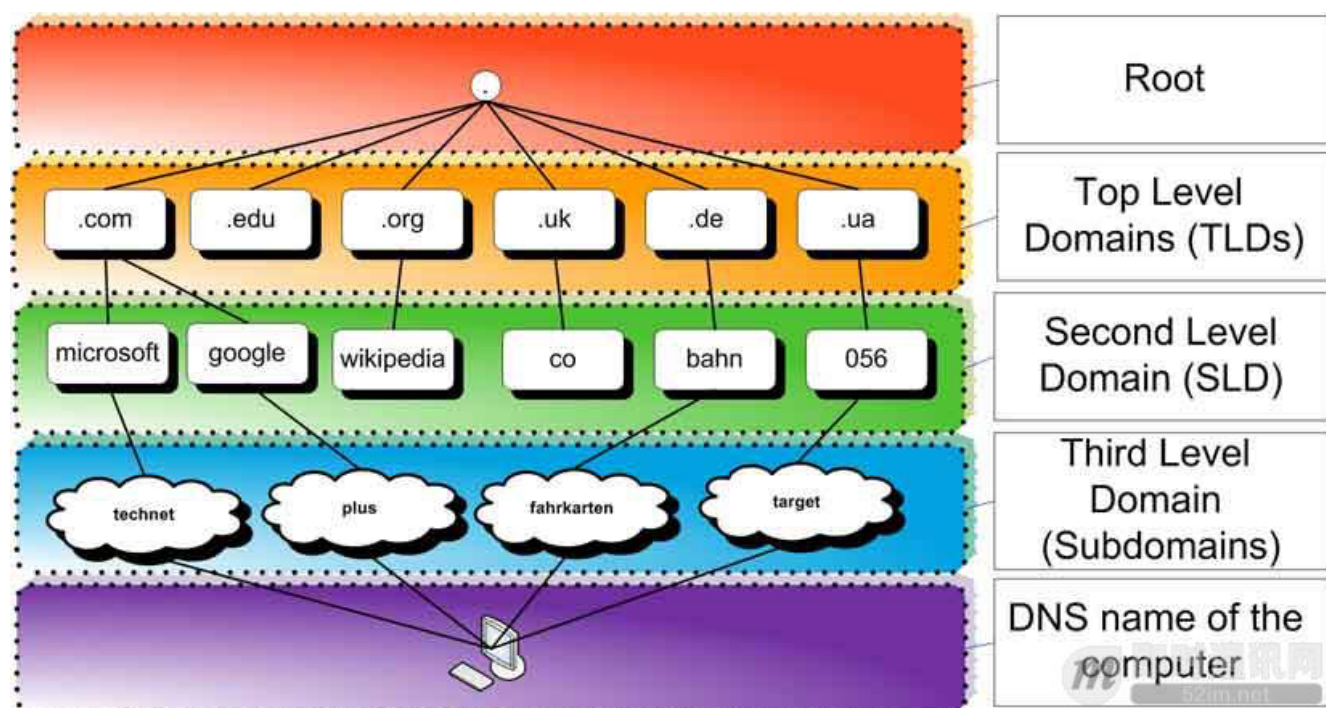 .
Root
.com .edu .org .uk .de .ua
Top Level
Domains (TLDs)
microsoft google wikipedia co bahn 056
Second Level
Domain (SLD)
technet plus fahrkarten target
Third Level
Domain
(Subdomains)
DNS name of the
computer
52im.net